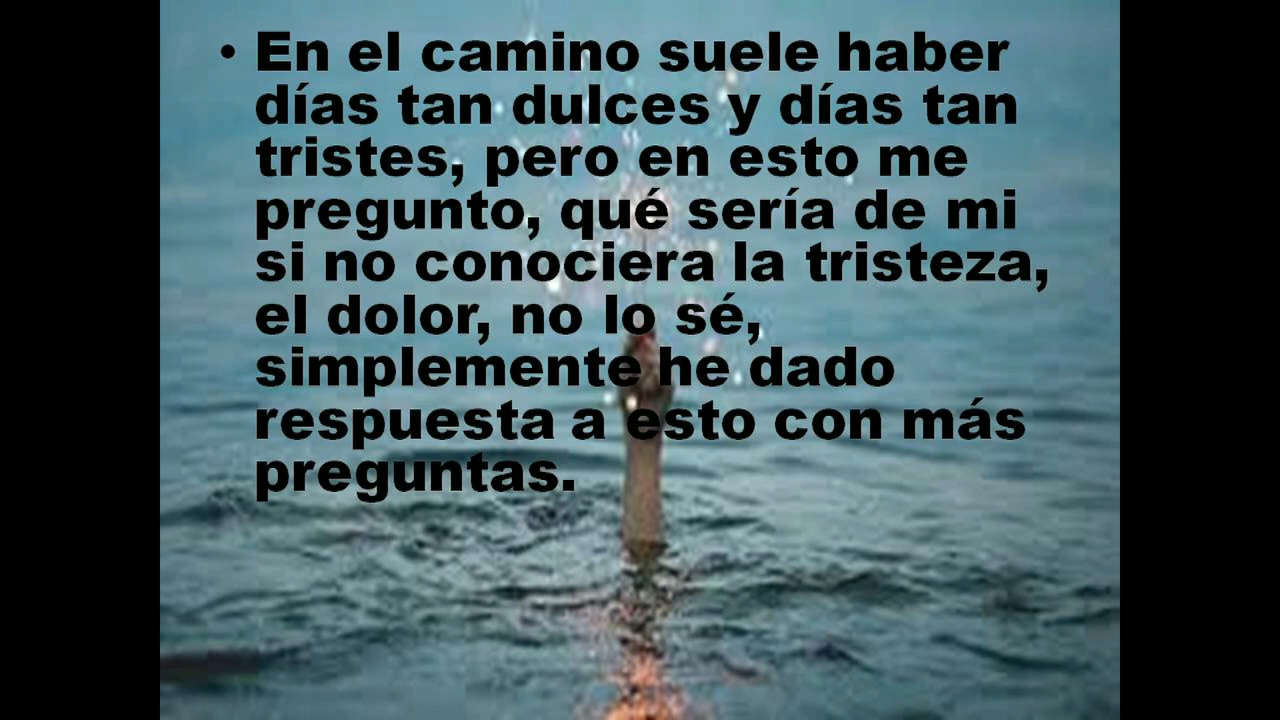 • En el camino suele haber
días tan dulces y días tan
tristes, pero en esto me
pregunto, qué sería de mi
si no conociera la tristeza,
el dolor, no lo sé,
simplemente he dado
respuesta a esto con más
preguntas.